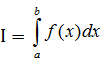 I = ∫_a^b f(x)dx